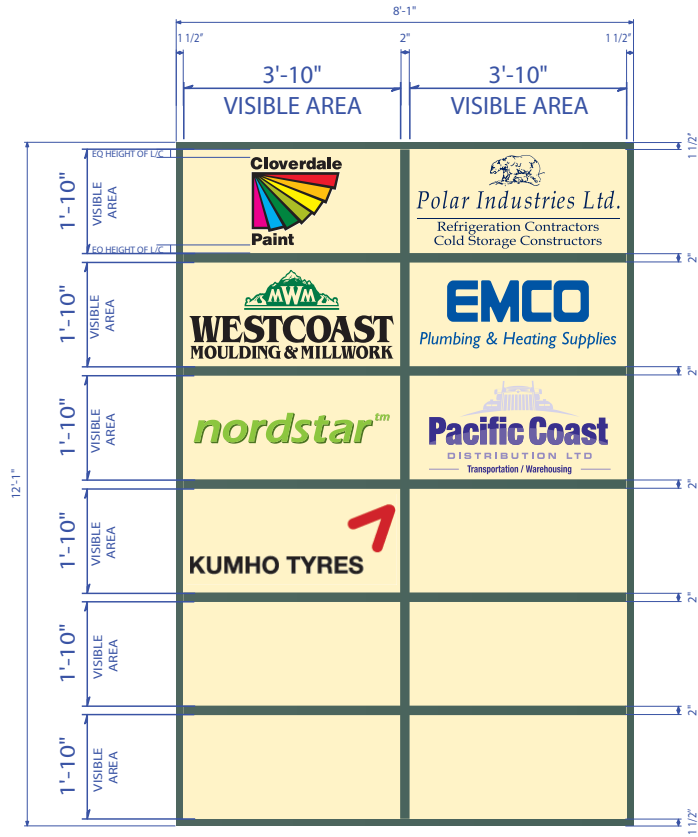 8'-1"
1 1/2" 2" 1 1/2"
3'-10" 3'-10"
VISIBLE AREA VISIBLE AREA
1 1/2"
EQ HEIGHT OF L/C
1'-10"
VISIBLE
AREA
EQ HEIGHT OF L/C
Cloverdale
Paint
Polar Industries Ltd.
Refrigeration Contractors
Cold Storage Constructors
2"
1'-10"
VISIBLE
AREA
MWM
WESTCOAST
MOULDING & MILLWORK
EMCO
Plumbing & Heating Supplies
2"
1'-10"
VISIBLE
AREA
nordstar™
Pacific Coast
DISTRIBUTION LTD
Transportation / Warehousing
2"
12'-1"
1'-10"
VISIBLE
AREA
KUMHO TYRES
2"
1'-10"
VISIBLE
AREA
2"
1'-10"
VISIBLE
AREA
1 1/2"